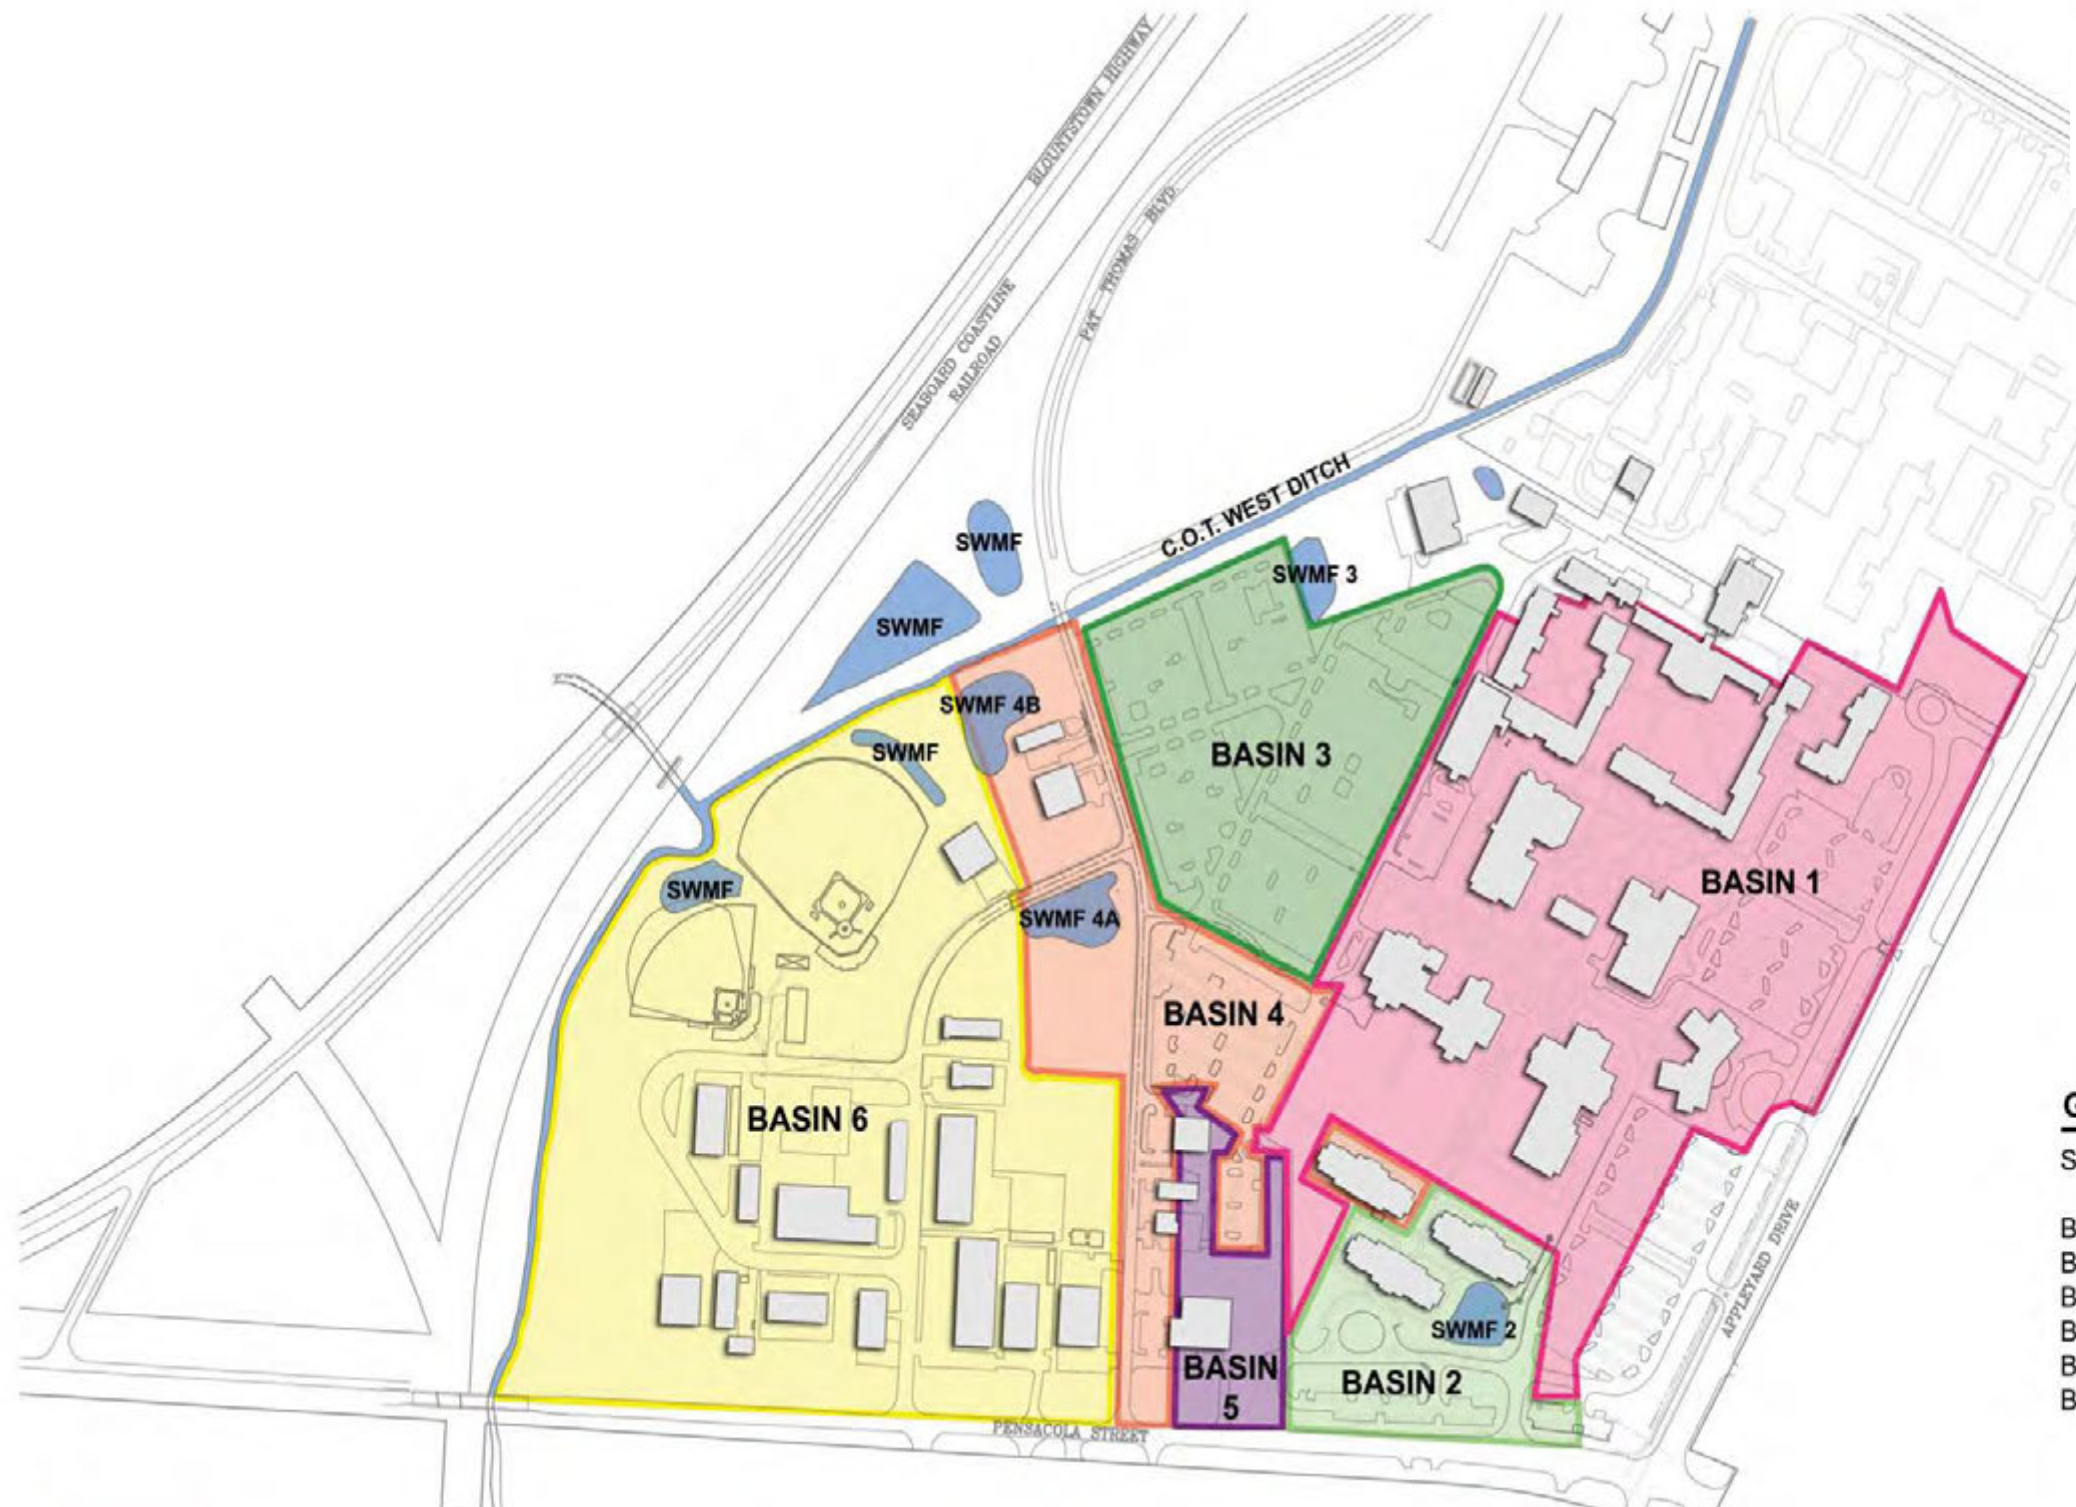 BLOUNTSTOWN HIGHWAY
SEABOARD COASTLINE
RAILROAD
PAT THOMAS BLVD.
C.O.T. WEST DITCH
SWMF
SWMF
SWMF 3
SWMF 4B
SWMF
BASIN 3
SWMF
SWMF 4A
BASIN 1
BASIN 4
BASIN 6
APPLEYARD DRIVE
SWMF 2
BASIN
5
BASIN 2
PENSACOLA STREET
G
S
B
B
B
B
B
B